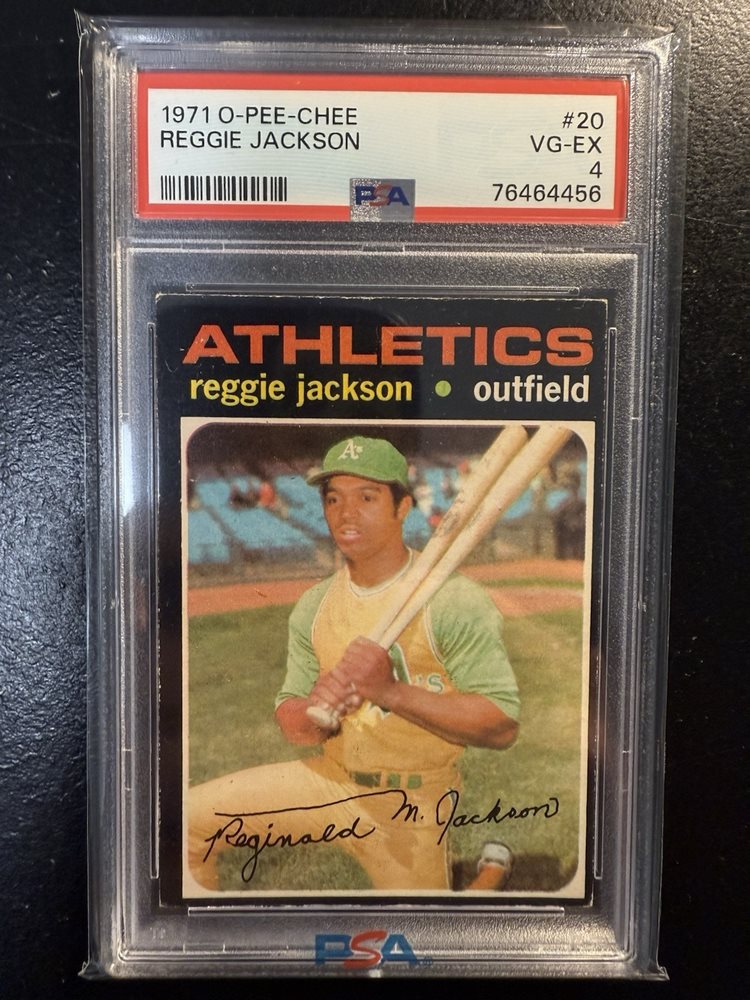 1971 O-PEE-CHEE #20
REGGIE JACKSON VG-EX
4
PSA 76464456
ATHLETICS
reggie jackson • outfield
A's
A's
Reginald M. Jackson
PSA